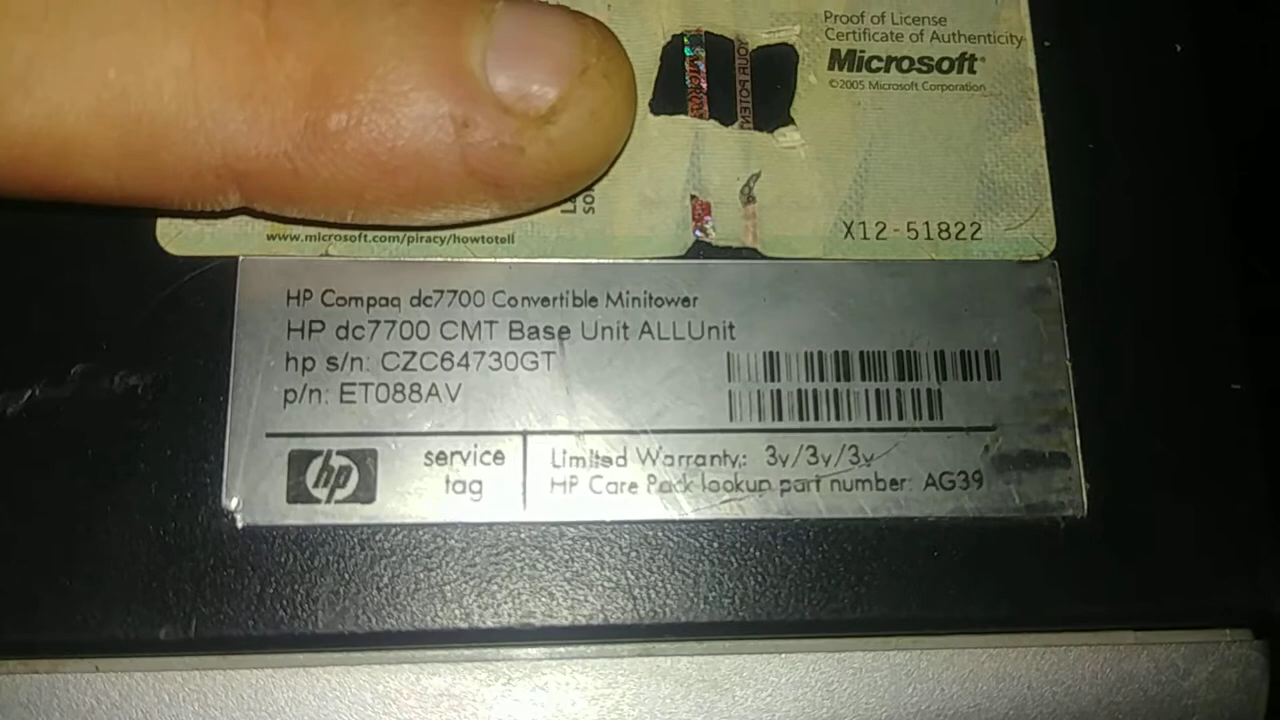 Proof of License
Certificate of Authenticity
Microsoft®
©2005 Microsoft Corporation
X12-51822
www.microsoft.com/piracy/howtotell
HP Compaq dc7700 Convertible Minitower
HP dc7700 CMT Base Unit ALLUnit
hp s/n: CZC64730GT
p/n: ET088AV
hp
service
tag
Limited Warranty: 3y/3y/3y
HP Care Pack lookup part number: AG39